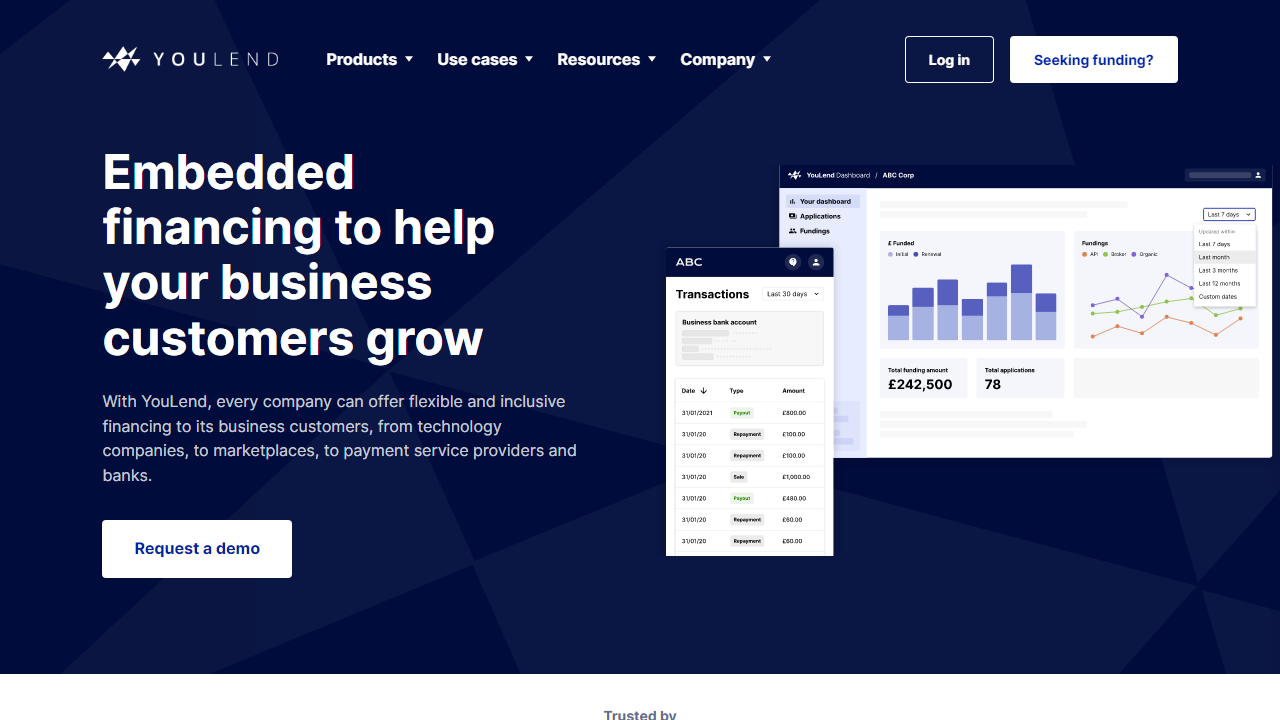 YOULEND
Products
Use cases
Resources
Company
Log in
Seeking funding?
Embedded
financing to help
your business
customers grow
With YouLend, every company can offer flexible and inclusive
financing to its business customers, from technology
companies, to marketplaces, to payment service providers and
banks.
Request a demo
YouLend Dashboard / ABC Corp
Your dashboard
Applications
Fundings
Last 7 days
Updated within
Last 7 days
Last month
Last 3 months
Last 12 months
Custom dates
£ Funded
Initial Renewal
Fundings
API Broker Organic
Total funding amount
£242,500
Total applications
78
ABC
Transactions
Last 30 days
Business bank account
Date Type Amount
31/01/2021 Payout £800.00
31/01/20 Repayment £100.00
31/01/20 Repayment £100.00
31/01/20 Sale £1,000.00
31/01/20 Payout £480.00
31/01/20 Repayment £60.00
31/01/20 Repayment £60.00
Trusted by